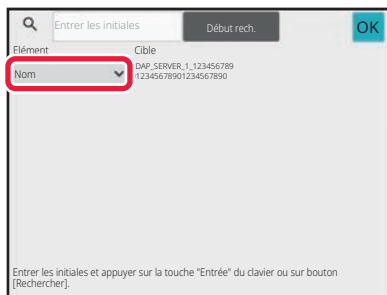 Entrer les initiales
Début rech.
OK
Elément
Cible
Nom
DAP_SERVER_1_123456789
12345678901234567890
Entrer les initiales et appuyer sur la touche "Entrée" du clavier ou sur bouton
[Rechercher].